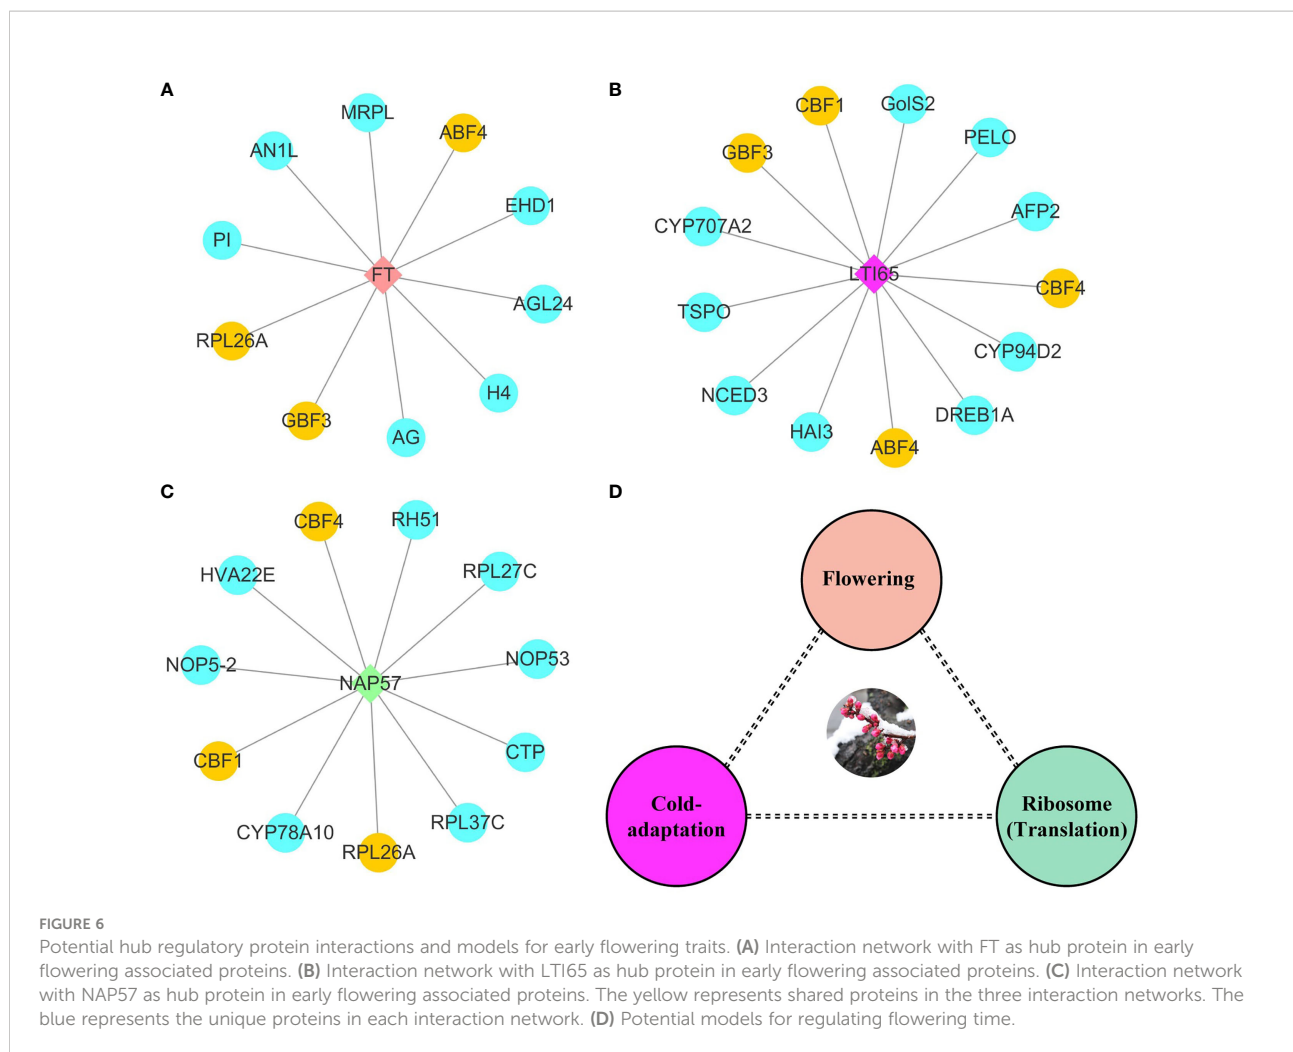 A
MRPL
ABF4
AN1L
EHD1
PI
FT
AGL24
RPL26A
H4
GBF3
AG
B
CBF1
GolS2
GBF3
PELO
CYP707A2
AFP2
LTI65
CBF4
TSPO
CYP94D2
NCED3
DREB1A
HAI3
ABF4
C
CBF4
RH51
HVA22E
RPL27C
NOP5-2
NOP53
NAP57
CBF1
CTP
CYP78A10
RPL37C
RPL26A
D
Flowering
Cold-
adaptation
Ribosome
(Translation)
FIGURE 6
Potential hub regulatory protein interactions and models for early flowering traits. (A) Interaction network with FT as hub protein in early
flowering associated proteins. (B) Interaction network with LTI65 as hub protein in early flowering associated proteins. (C) Interaction network
with NAP57 as hub protein in early flowering associated proteins. The yellow represents shared proteins in the three interaction networks. The
blue represents the unique proteins in each interaction network. (D) Potential models for regulating flowering time.